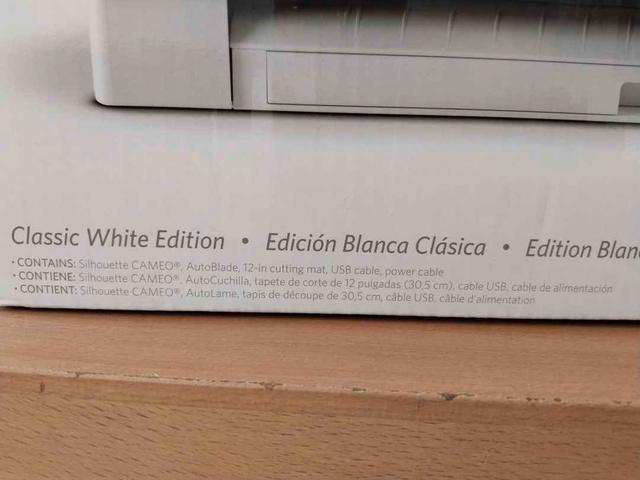 Classic White Edition • Edición Blanca Clásica • Edition
• CONTAINS: Silhouette CAMEO®, AutoBlade, 12-in cutting mat, USB cable, power cable
• CONTIENE: Silhouette CAMEO®, AutoCuchilla, tapete de corte de 12 pulgadas (30,5 cm), cable USB, cable de alimentación
• CONTIENT: Silhouette CAMEO®, AutoLame, tapis de découpe de 30,5 cm, câble USB, câble d'alimentation